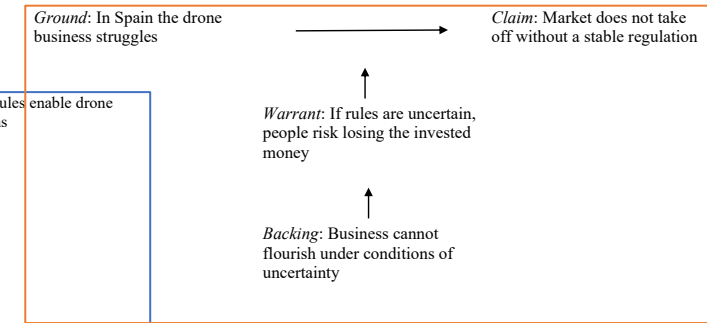 Ground: In Spain the drone
business struggles
Claim: Market does not take
off without a stable regulation
enable drone
Warrant: If rules are uncertain,
people risk losing the invested
money
Backing: Business cannot
flourish under conditions of
uncertainty